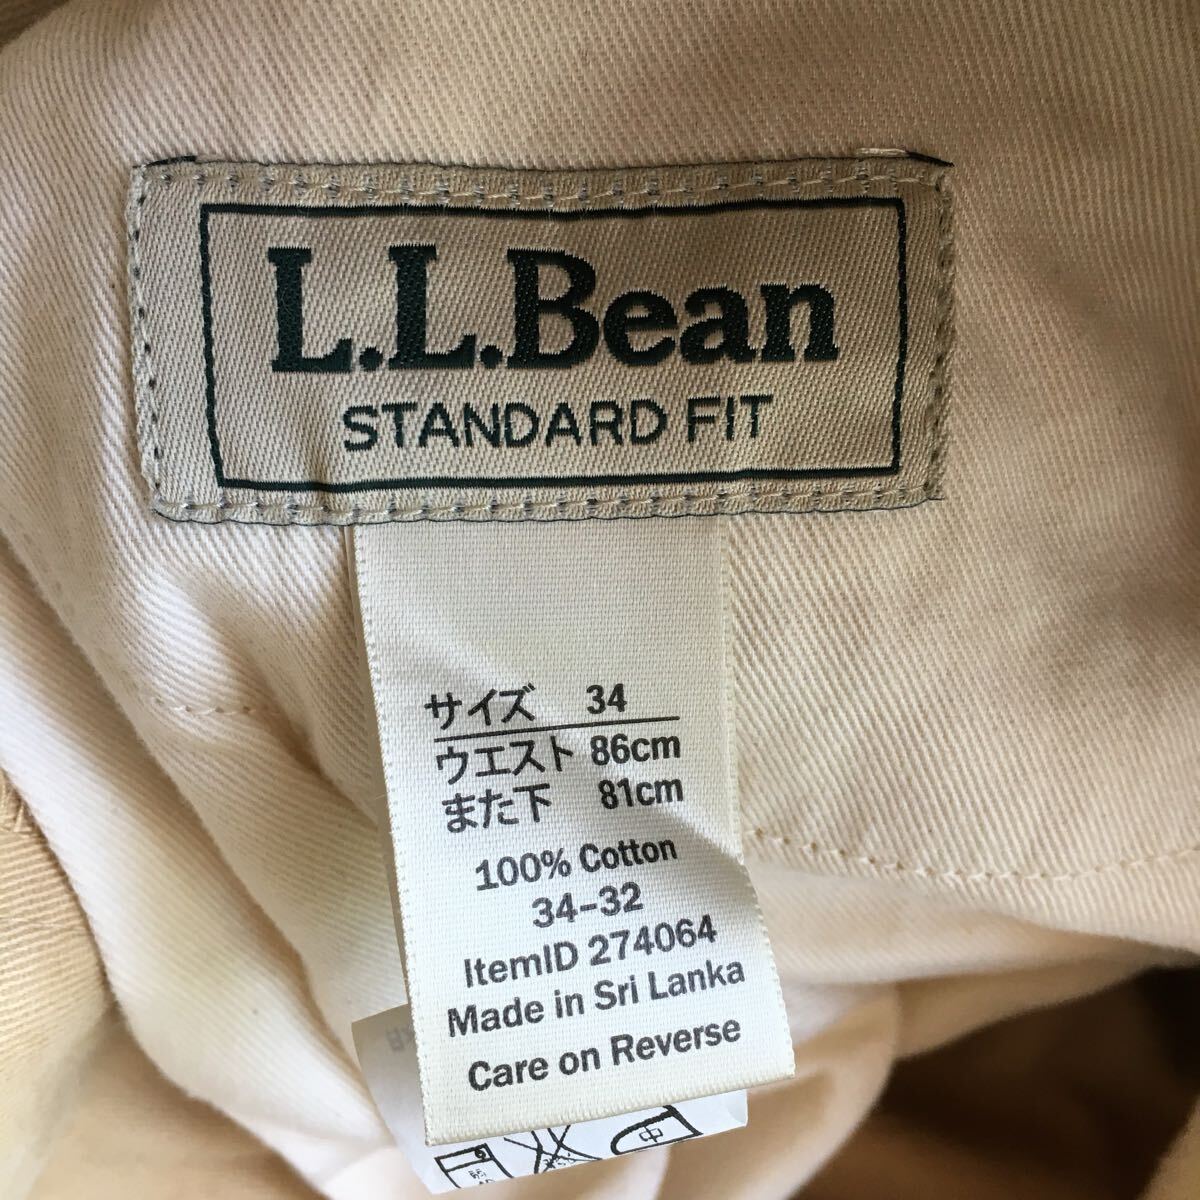 L.L.Bean
STANDARD FIT
サイズ 34
ウエスト 86cm
また下 81cm
100% Cotton
34-32
ItemID 274064
Made in Sri Lanka
Care on Reverse
中